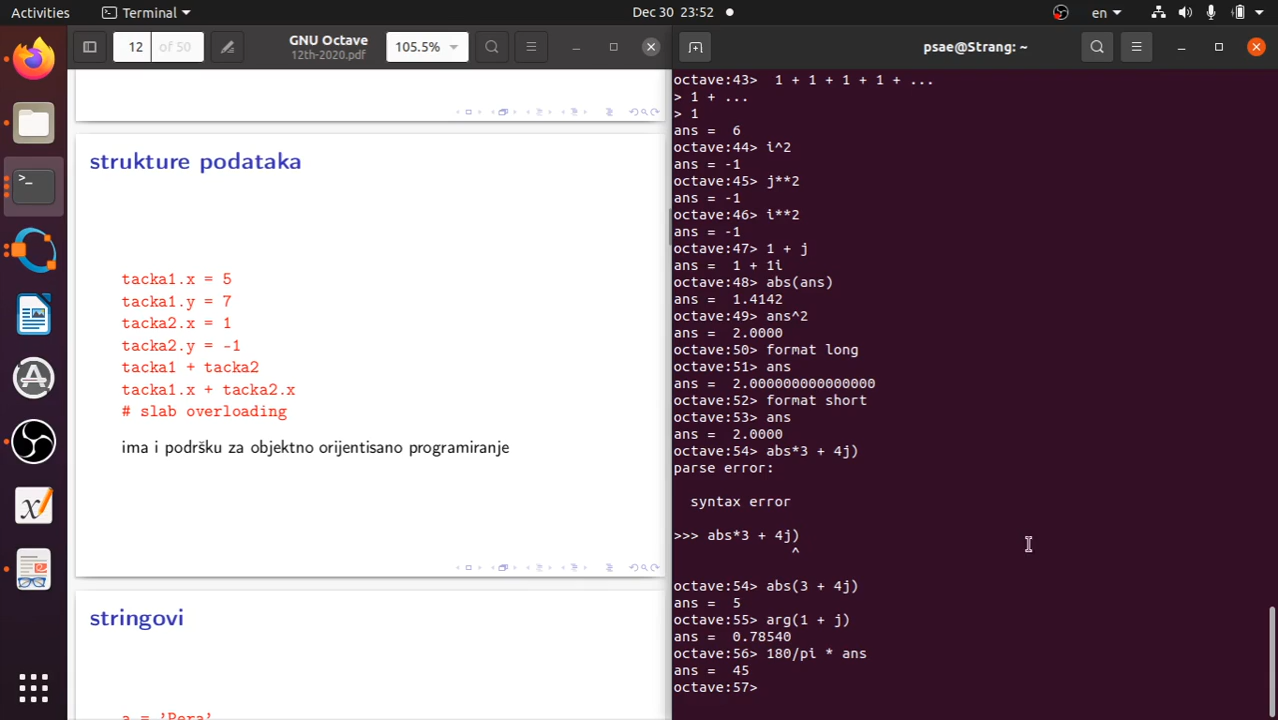 Activities
Terminal
Dec 30 23:52
en
12 of 50
GNU Octave
12th-2020.pdf
105.5%
psae@Strang: ~
strukture podataka
tacka1.x = 5
tacka1.y = 7
tacka2.x = 1
tacka2.y = -1
tacka1 + tacka2
tacka1.x + tacka2.x
# slab overloading
ima i podršku za objektno orijentisano programiranje
stringovi
a = 'Pera'
octave:43> 1 + 1 + 1 + 1 + ...
> 1 + ...
> 1
ans = 6
octave:44> i^2
ans = -1
octave:45> j**2
ans = -1
octave:46> i**2
ans = -1
octave:47> 1 + j
ans = 1 + 1i
octave:48> abs(ans)
ans = 1.4142
octave:49> ans^2
ans = 2.0000
octave:50> format long
octave:51> ans
ans = 2.000000000000000
octave:52> format short
octave:53> ans
ans = 2.0000
octave:54> abs*3 + 4j)
parse error:
syntax error
>>> abs*3 + 4j)
^
octave:54> abs(3 + 4j)
ans = 5
octave:55> arg(1 + j)
ans = 0.78540
octave:56> 180/pi * ans
ans = 45
octave:57>